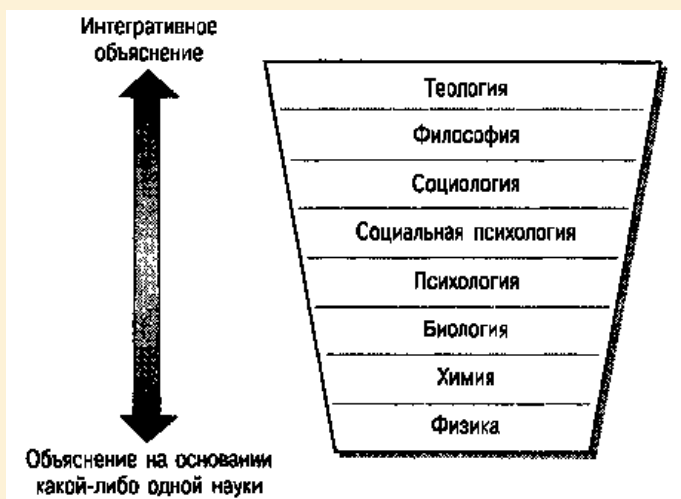 Интегративное
объяснение
Теология
Философия
Социология
Социальная психология
Психология
Биология
Химия
Физика
Объяснение на основании
какой-либо одной науки